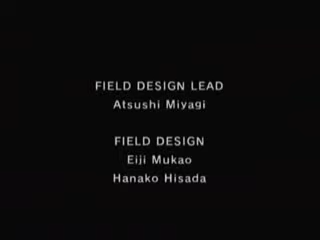 FIELD DESIGN LEAD
Atsushi Miyagi
FIELD DESIGN
Eiji Mukao
Hanako Hisada